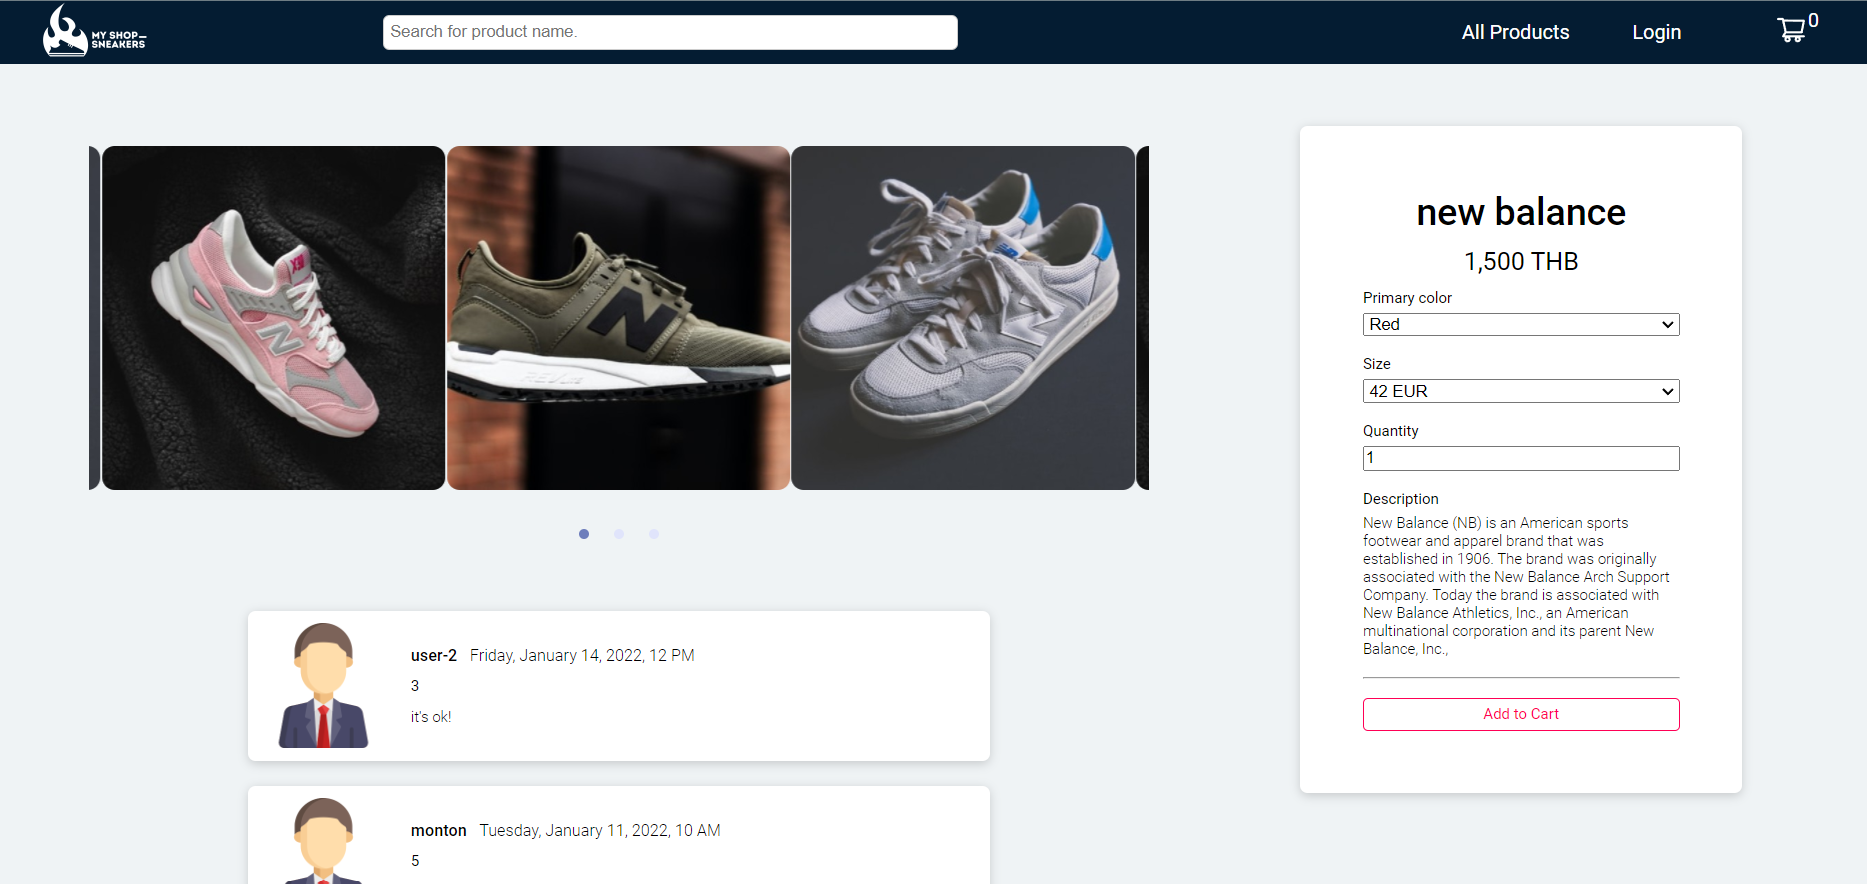 MY SHOP_
SNEAKERS
Search for product name.
All Products
Login
0
N
N
REV
new balance
1,500 THB
Primary color
Red
Size
42 EUR
Quantity
1
Description
New Balance (NB) is an American sports
footwear and apparel brand that was
established in 1906. The brand was originally
associated with the New Balance Arch Support
Company. Today the brand is associated with
New Balance Athletics, Inc., an American
multinational corporation and its parent New
Balance, Inc.,
Add to Cart
user-2 Friday, January 14, 2022, 12 PM
3
it's ok!
monton Tuesday, January 11, 2022, 10 AM
5